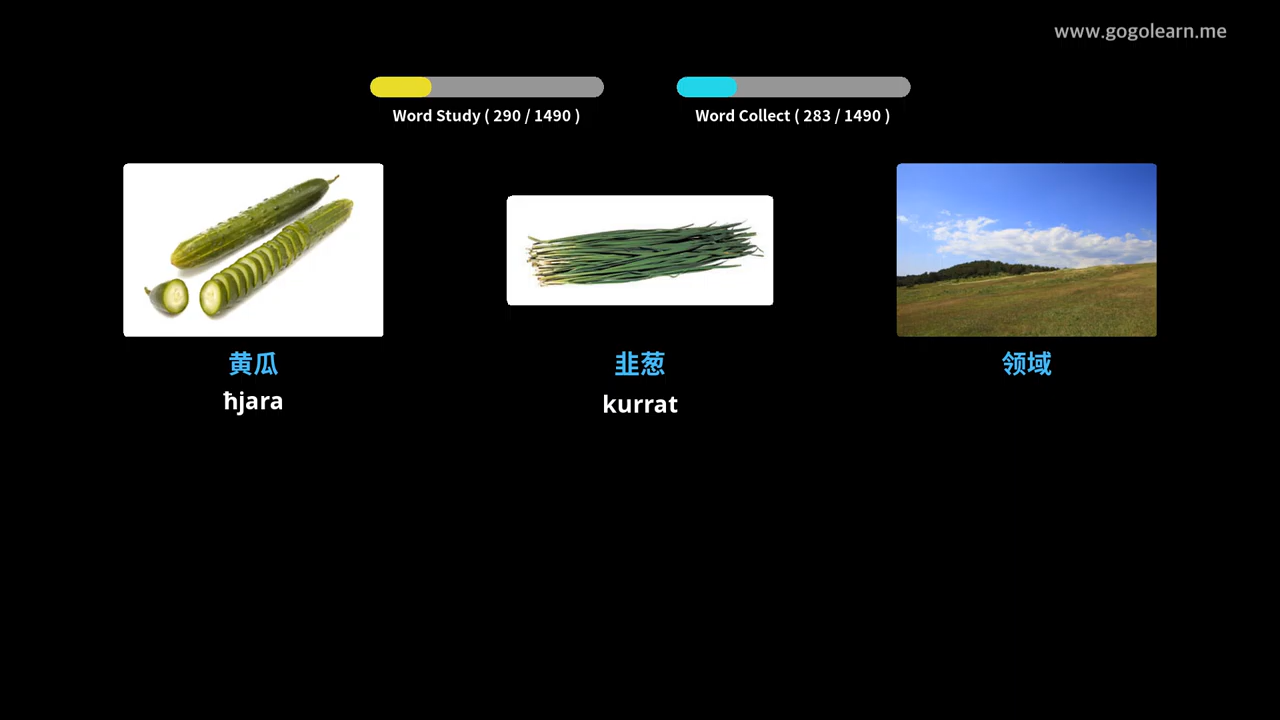 www.gogolearn.me
Word Study ( 290 / 1490 )
Word Collect ( 283 / 1490 )
黄瓜
韭葱
领域
ħjara
kurrat